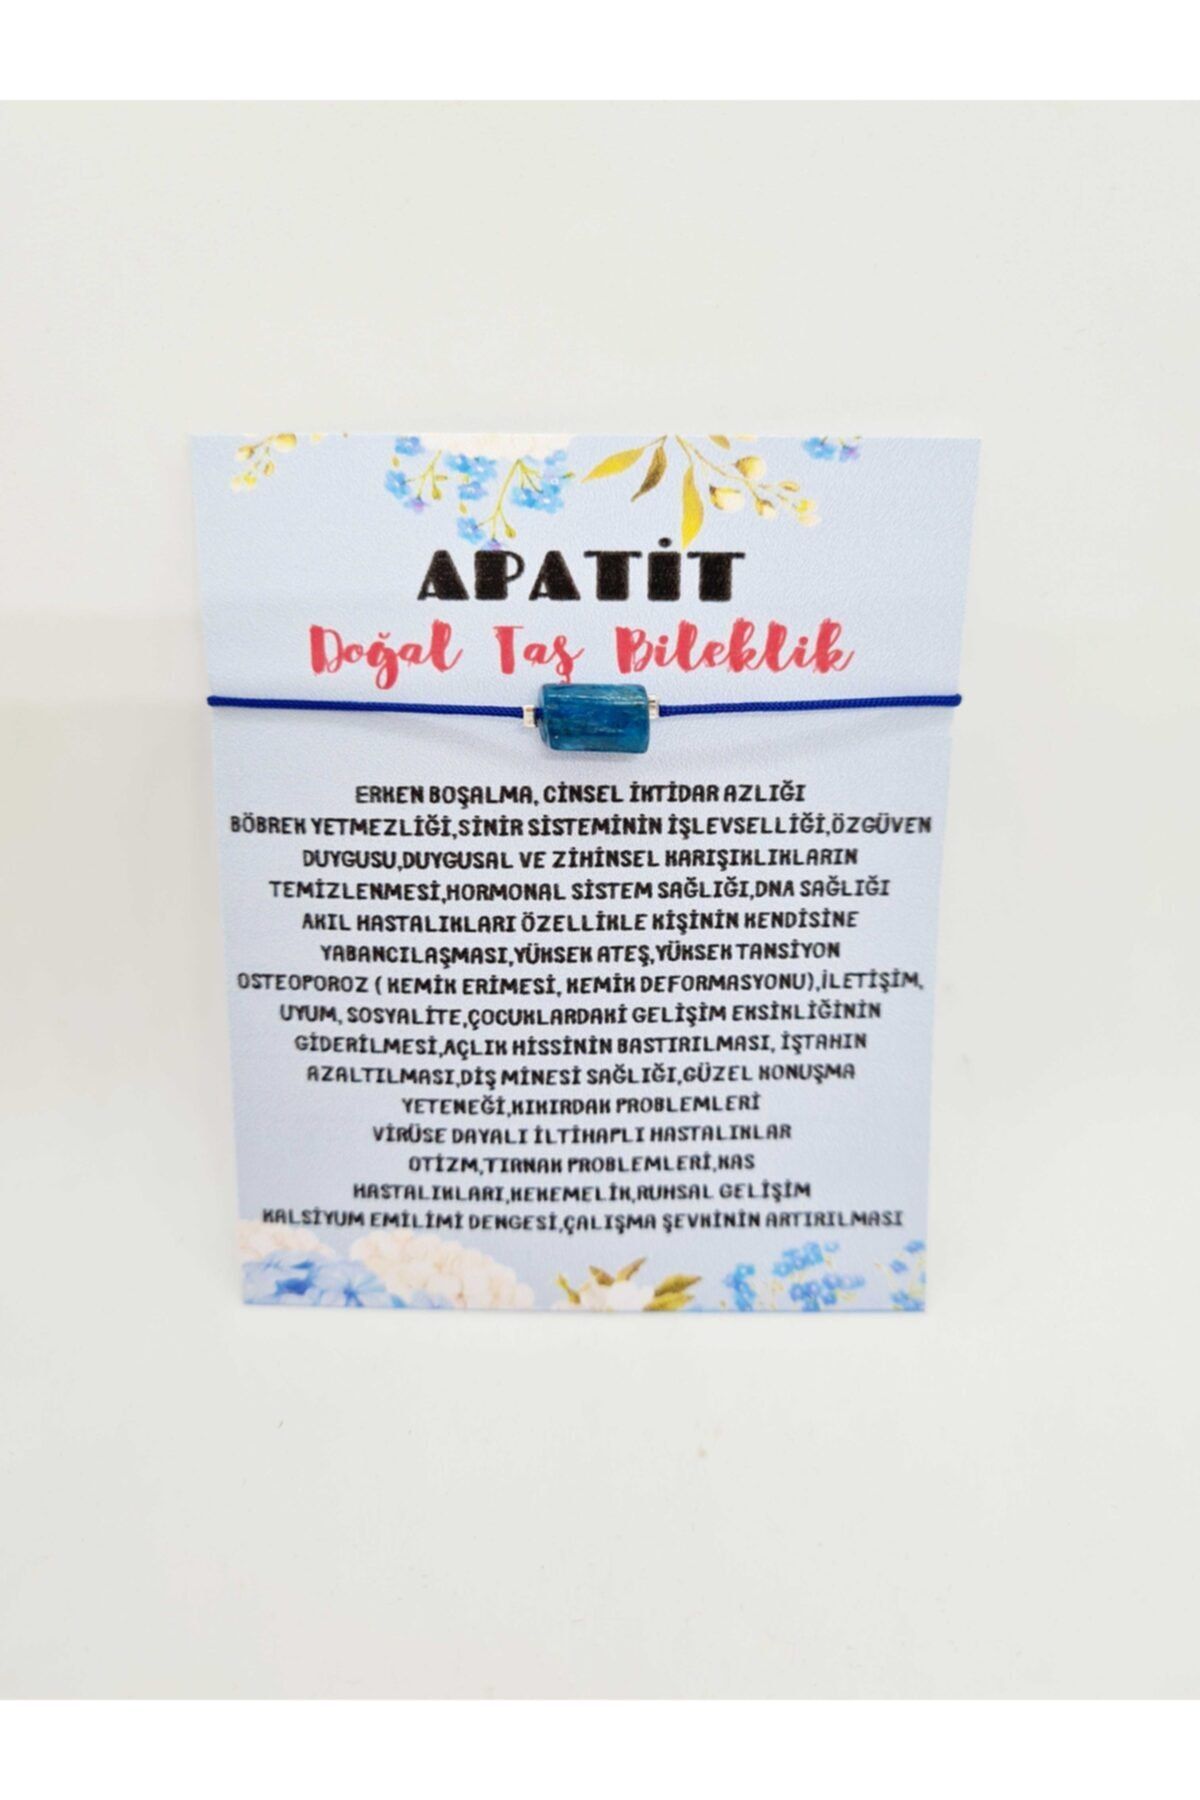 APATİT
Doğal Taş Bileklik
ERKEN BOŞALMA, CİNSEL İKTİDAR AZLIĞI
BÖBREK YETMEZLİĞİ,SİNİR SİSTEMİNİN İŞLEVSELLİĞİ,ÖZGÜVEN
DUYGUSU,DUYGUSAL VE ZİHİNSEL KARIŞIKLIKLARIN
TEMİZLENMESİ,HORMONAL SİSTEM SAĞLIĞI,DNA SAĞLIĞI
AKIL HASTALIKLARI ÖZELLİKLE KİŞİNİN KENDİSİNE
YABANCILAŞMASI,YÜKSEK ATEŞ,YÜKSEK TANSİYON
OSTEOPOROZ ( KEMİK ERİMESİ, KEMİK DEFORMASYONU),İLETİŞİM,
UYUM, SOSYALİTE,ÇOCUKLARDAKİ GELİŞİM EKSİKLİĞİNİN
GİDERİLMESİ,AÇLIK HİSSİNİN BASTIRILMASI, İŞTAHIN
AZALTILMASI,DİŞ MİNESİ SAĞLIĞI,GÜZEL KONUŞMA
YETENEĞİ,KIKIRDAK PROBLEMLERİ
VİRÜSE DAYALI İLTİHAPLI HASTALIKLAR
OTİZM,TIRNAK PROBLEMLERİ,KAS
HASTALIKLARI,KEKEMELİK,RUHSAL GELİŞİM
KALSİYUM EMİLİMİ DENGESİ,ÇALIŞMA ŞEVKİNİN ARTIRILMASI